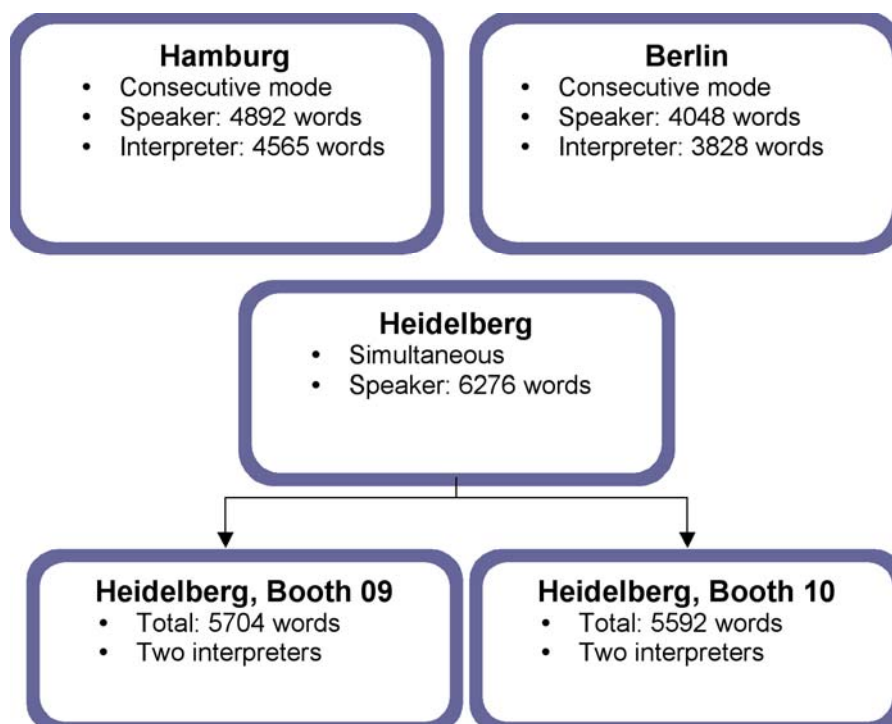 Hamburg
• Consecutive mode
• Speaker: 4892 words
• Interpreter: 4565 words
Berlin
• Consecutive mode
• Speaker: 4048 words
• Interpreter: 3828 words
Heidelberg
• Simultaneous
• Speaker: 6276 words
Heidelberg, Booth 09
• Total: 5704 words
• Two interpreters
Heidelberg, Booth 10
• Total: 5592 words
• Two interpreters